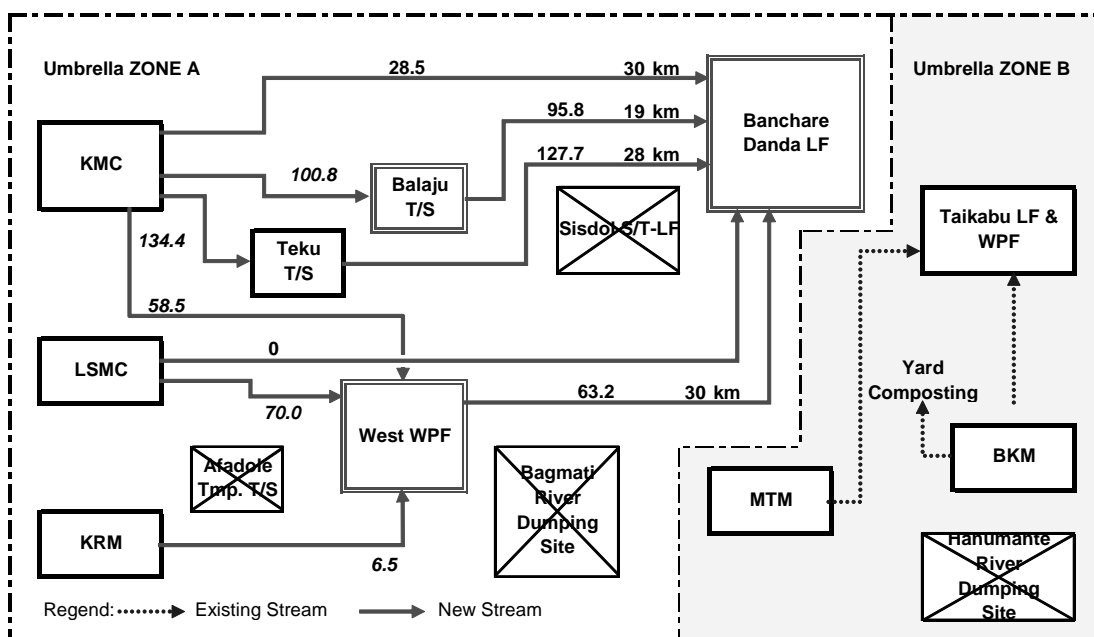 Umbrella ZONE A
Umbrella ZONE B
28.5
30 km
KMC
95.8
19 km
Banchare
Danda LF
127.7
28 km
100.8
Balaju
T/S
Sisdol S/T-LF
Taikabu LF &
WPF
134.4
Teku
T/S
58.5
LSMC
0
Yard
Composting
70.0
West WPF
63.2
30 km
Afadole
Tmp. T/S
Bagmati
River
Dumping
Site
MTM
BKM
KRM
6.5
Hanumante
River
Dumping
Site
Regend:
Existing Stream
New Stream